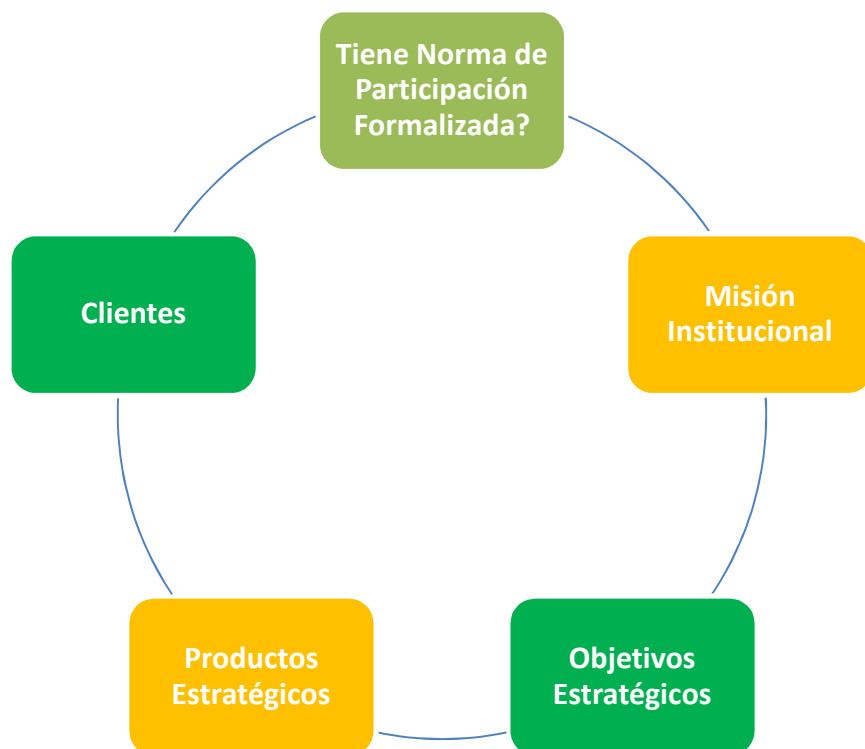 Tiene Norma de
Participación
Formalizada?
Misión
Institucional
Objetivos
Estratégicos
Productos
Estratégicos
Clientes